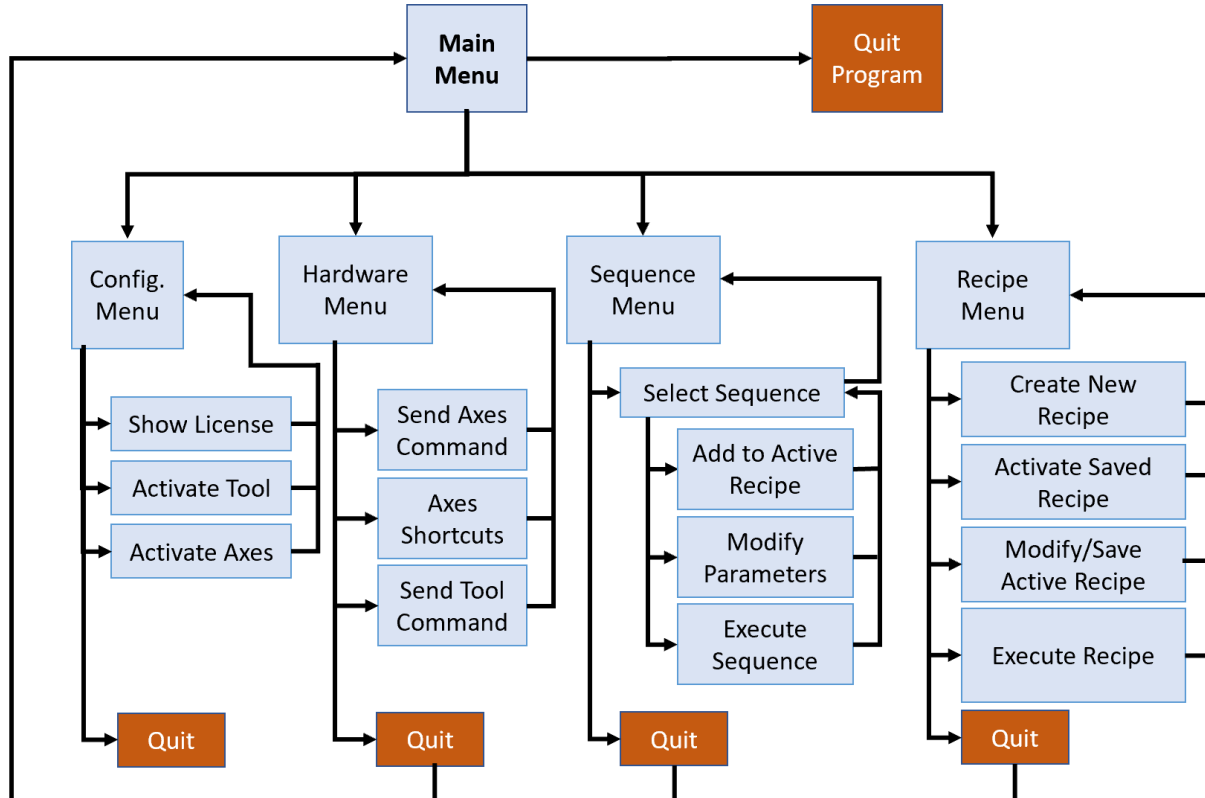 Main
Menu
Quit
Program
Config.
Menu
Hardware
Menu
Sequence
Menu
Recipe
Menu
Show License
Activate Tool
Activate Axes
Send Axes
Command
Axes
Shortcuts
Send Tool
Command
Select Sequence
Add to Active
Recipe
Modify
Parameters
Execute
Sequence
Create New
Recipe
Activate Saved
Recipe
Modify/Save
Active Recipe
Execute Recipe
Quit
Quit
Quit
Quit